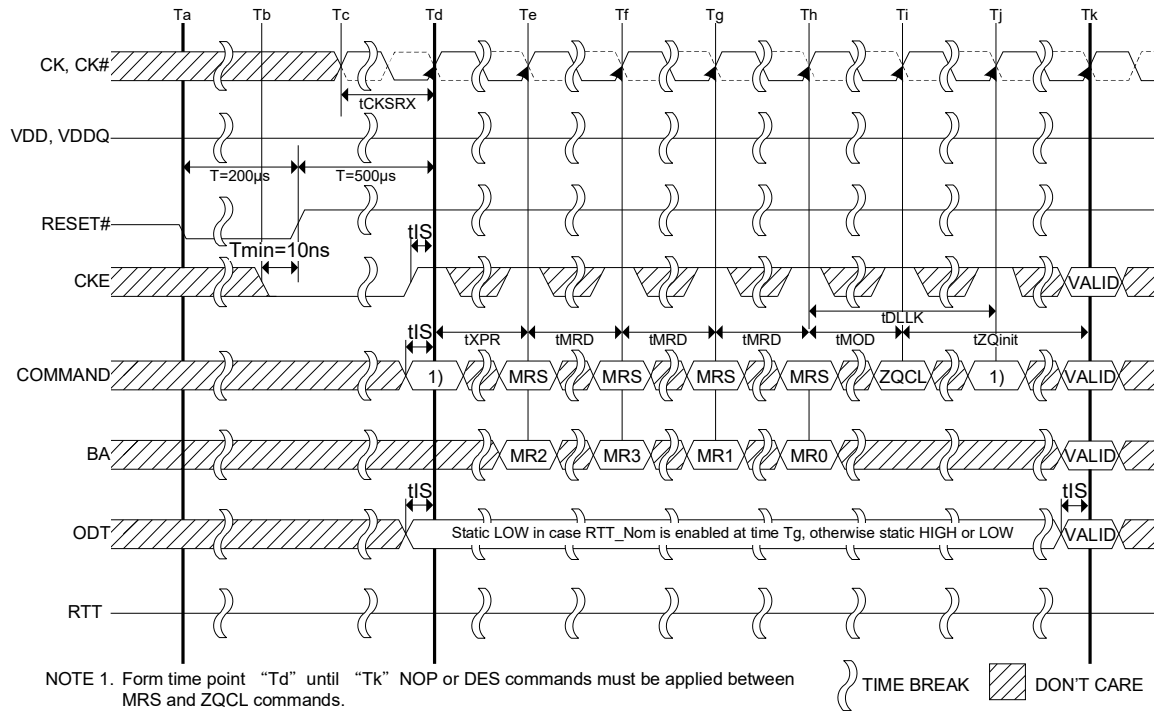 Ta Tb Tc Td Te Tf Tg Th Ti Tj Tk
CK, CK#
tCKSRX
VDD, VDDQ
T=200μs T=500μs
RESET#
tIS
Tmin=10ns
CKE VALID
tDLLK
tIS
tXPR tMRD tMRD tMRD tMOD tZQinit
COMMAND 1) MRS MRS MRS MRS ZQCL 1) VALID
BA MR2 MR3 MR1 MR0 VALID
tIS tIS
ODT Static LOW in case RTT_Nom is enabled at time Tg, otherwise static HIGH or LOW VALID
RTT
NOTE 1. Form time point “Td” until “Tk” NOP or DES commands must be applied between
MRS and ZQCL commands.
TIME BREAK DON'T CARE